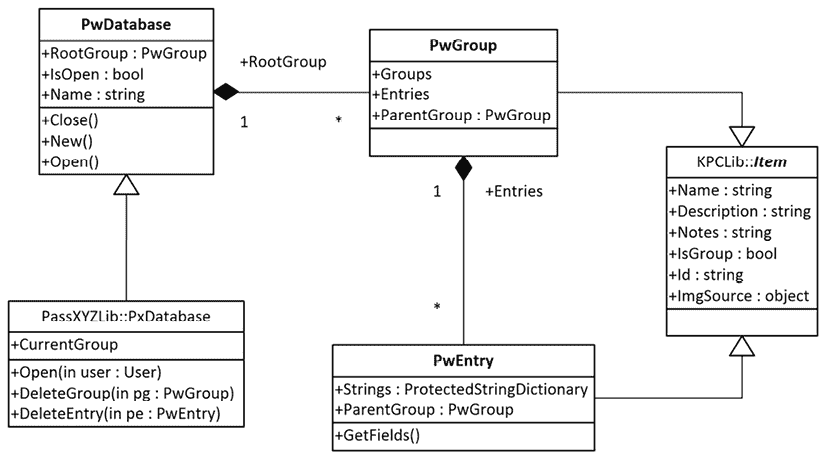 PwDatabase
+RootGroup : PwGroup
+IsOpen : bool
+Name : string
+Close()
+New()
+Open()
+RootGroup
1
*
PwGroup
+Groups
+Entries
+ParentGroup : PwGroup
1
+Entries
*
KPCLib::Item
+Name : string
+Description : string
+Notes : string
+IsGroup : bool
+Id : string
+ImgSource : object
PassXYZLib::PxDatabase
+CurrentGroup
+Open(in user : User)
+DeleteGroup(in pg : PwGroup)
+DeleteEntry(in pe : PwEntry)
PwEntry
+Strings : ProtectedStringDictionary
+ParentGroup : PwGroup
+GetFields()